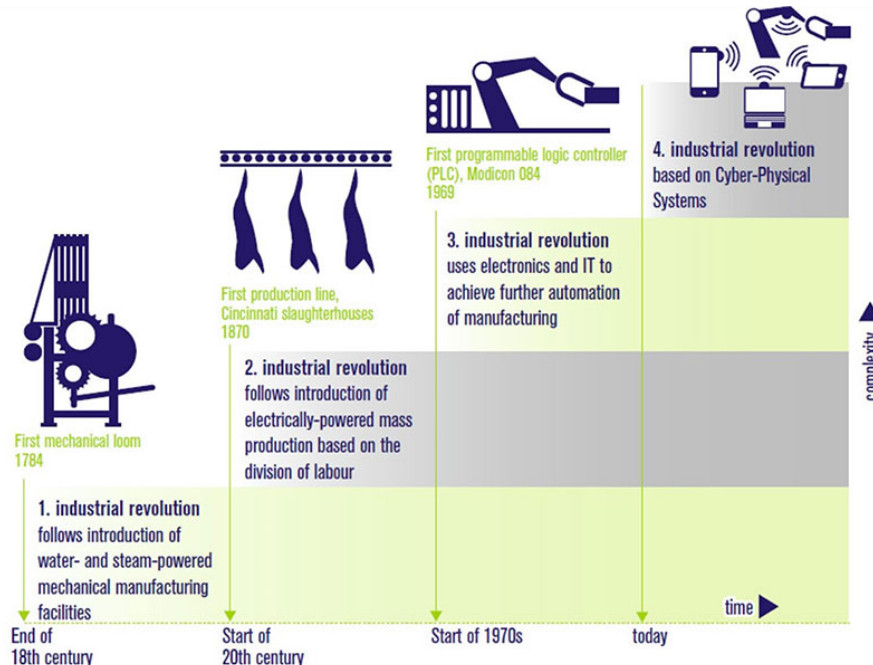 First programmable logic controller
(PLC), Modicon 084
1969
4. industrial revolution
based on Cyber-Physical
Systems
3. industrial revolution
uses electronics and IT to
achieve further automation
of manufacturing
First production line,
Cincinnati slaughterhouses
1870
2. industrial revolution
follows introduction of
electrically-powered mass
production based on the
division of labour
complexity
First mechanical loom
1784
1. industrial revolution
follows introduction of
water- and steam-powered
mechanical manufacturing
facilities
time
End of
18th century
Start of
20th century
Start of 1970s
today